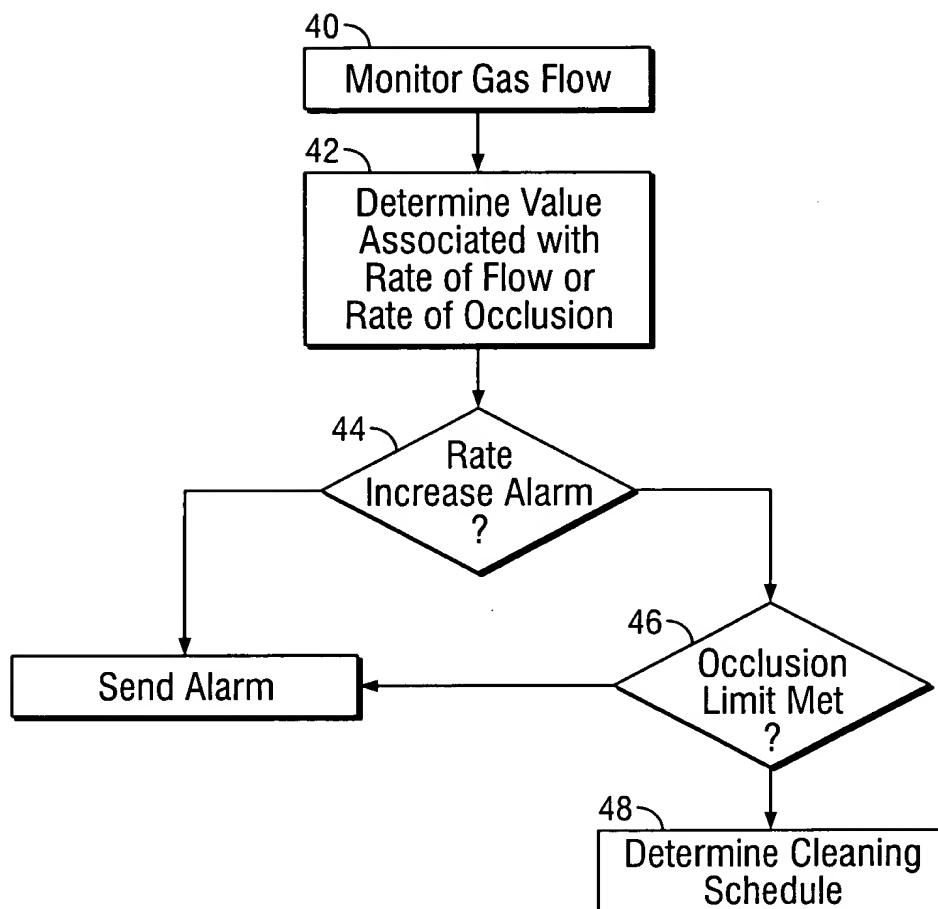 40
Monitor Gas Flow
42
Determine Value
Associated with
Rate of Flow or
Rate of Occlusion
44
Rate
Increase Alarm
?
46
Occlusion
Limit Met
?
Send Alarm
48
Determine Cleaning
Schedule